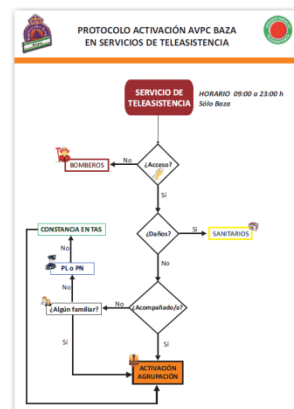 PROTOCOLO ACTIVACIÓN AVPC BAZA
EN SERVICIOS DE TELEASISTENCIA
SERVICIO DE
TELEASISTENCIA
HORARIO 09:00 a 23:00 h
Sólo Baza
¿Acceso?
No
BOMBEROS
Sí
¿Daños?
Sí
SANITARIOS
CONSTANCIA EN TAS
No
No
PL o PN
No
¿Algún familiar?
No
¿Acompañado/a?
Sí
Sí
ACTIVACIÓN
AGRUPACIÓN